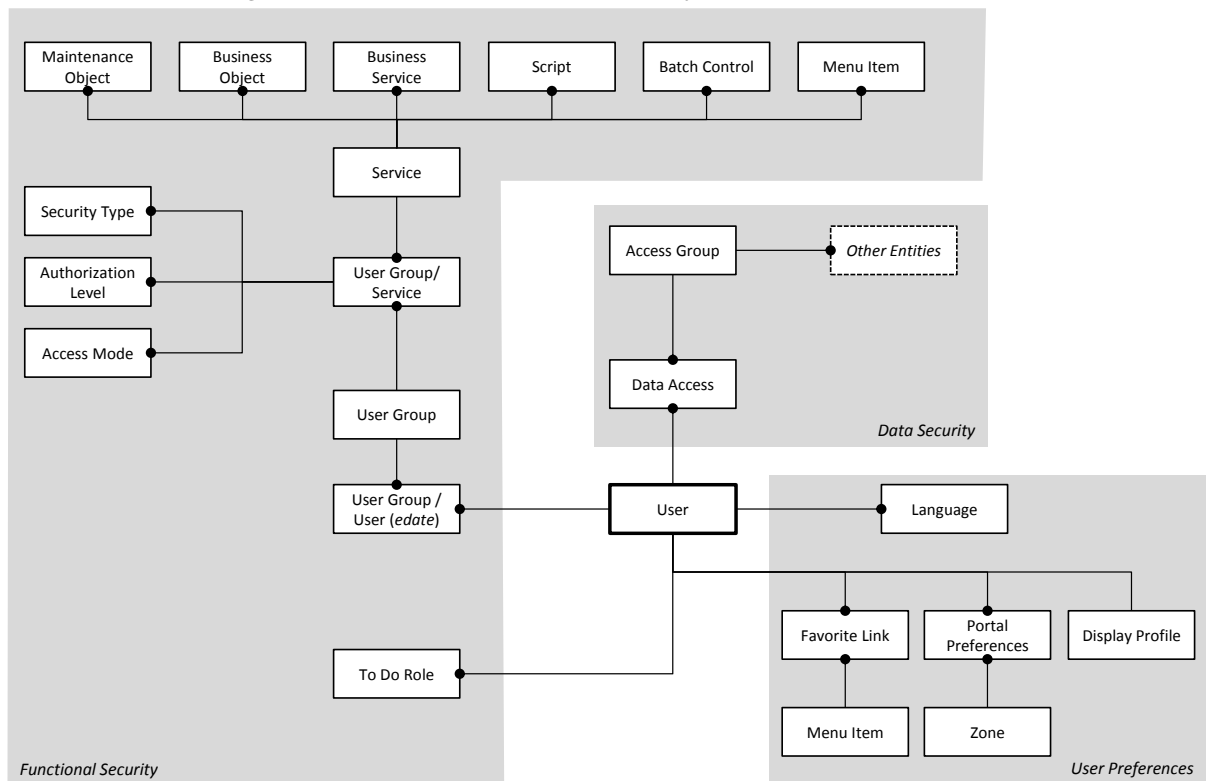 Maintenance
Object
Business
Object
Business
Service
Script
Batch Control
Menu Item
Service
Security Type
Access Group
Other Entities
Authorization
Level
User Group/
Service
Access Mode
Data Access
User Group
Data Security
User Group /
User (edate)
User
Language
Favorite Link
Portal
Preferences
Display Profile
To Do Role
Menu Item
Zone
Functional Security
User Preferences